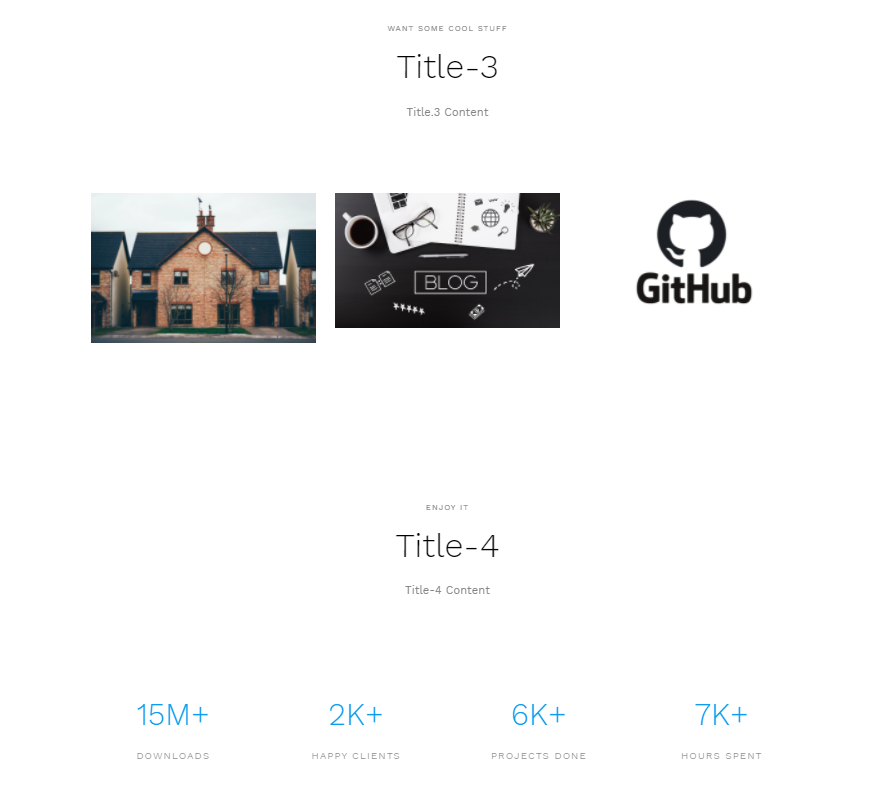 WANT SOME COOL STUFF
Title-3
Title.3 Content
BLOG
GitHub
ENJOY IT
Title-4
Title-4 Content
15M+ 2K+ 6K+ 7K+
DOWNLOADS HAPPY CLIENTS PROJECTS DONE HOURS SPENT